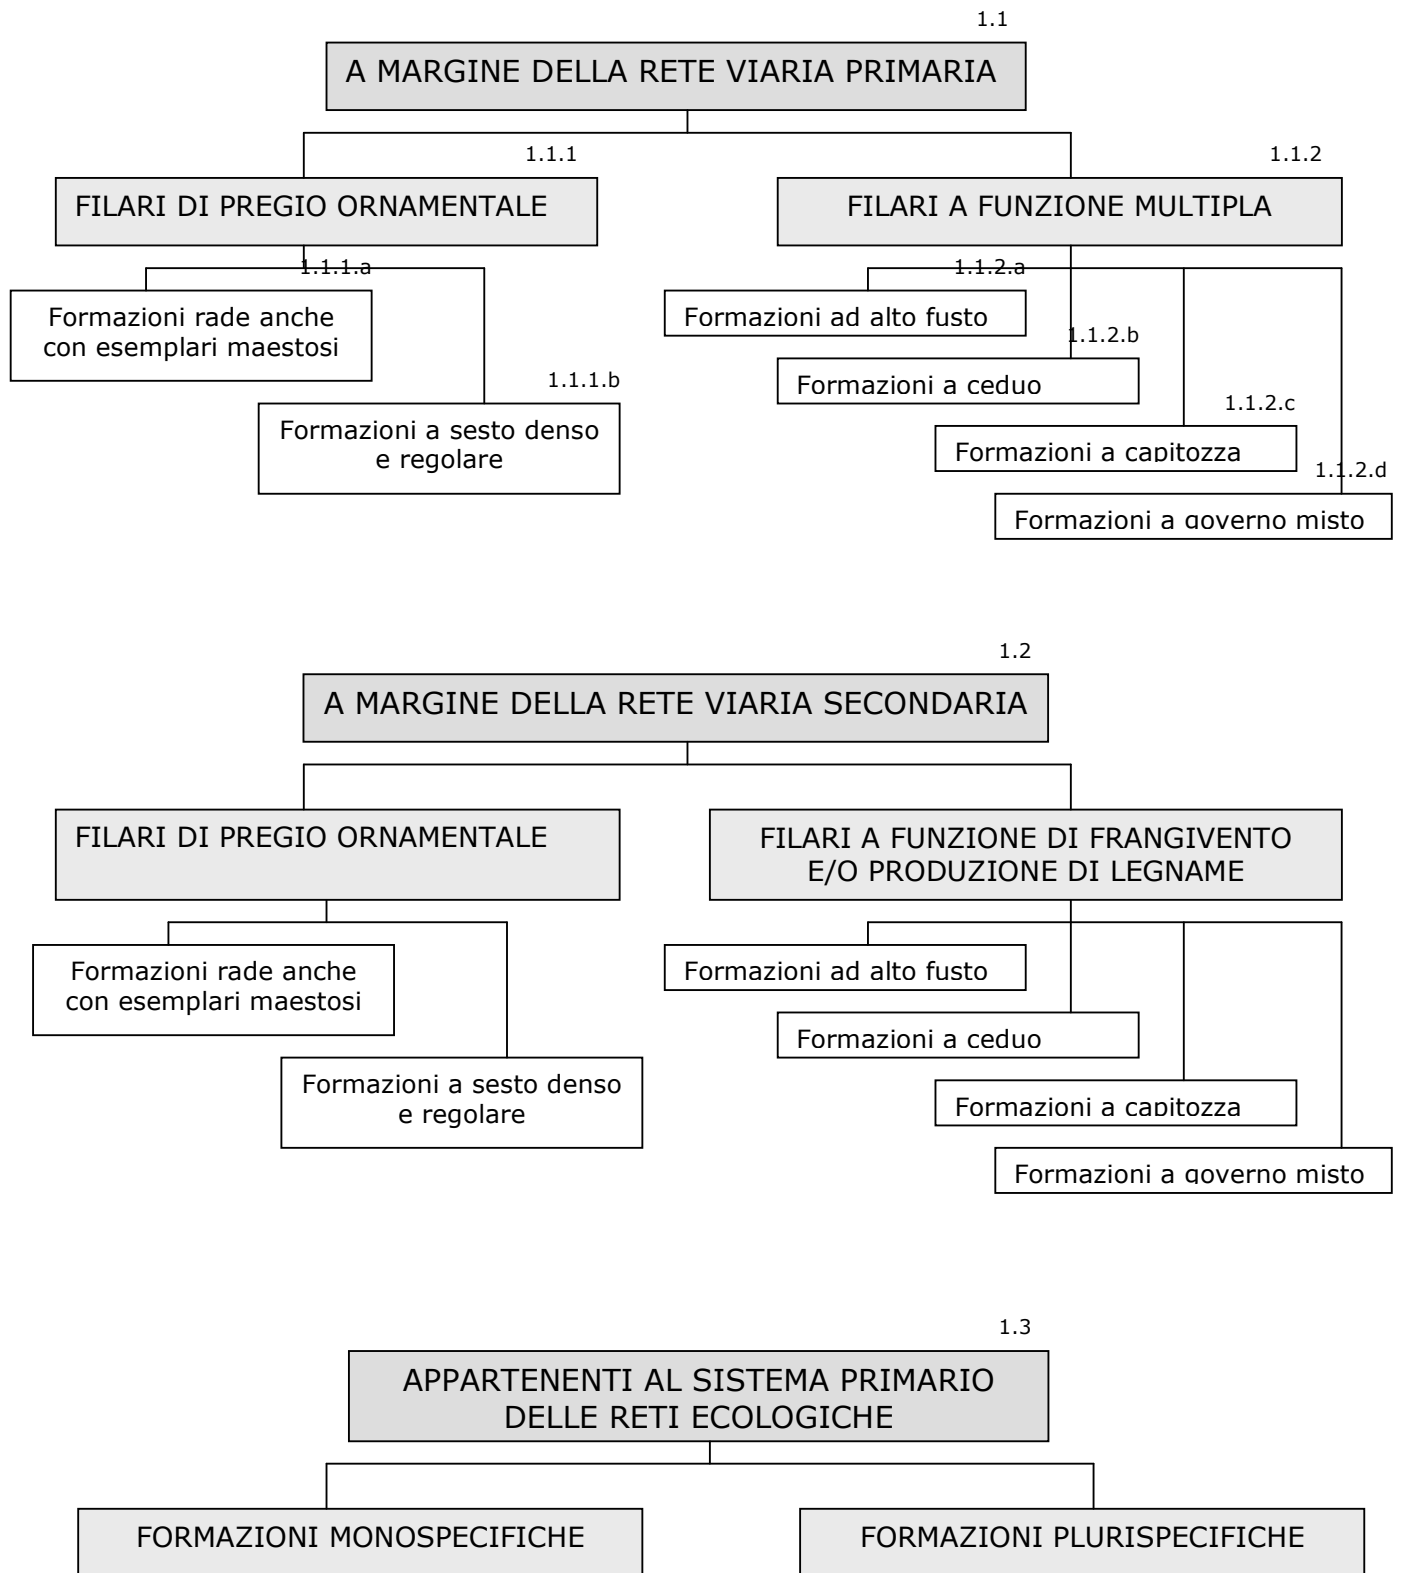 1.1
A MARGINE DELLA RETE VIARIA PRIMARIA
1.1.1
1.1.2
FILARI DI PREGIO ORNAMENTALE
FILARI A FUNZIONE MULTIPLA
1.1.1.a
1.1.2.a
Formazioni rade anche
con esemplari maestosi
Formazioni ad alto fusto
1.1.2.b
1.1.1.b
Formazioni a ceduo
1.1.2.c
Formazioni a sesto denso
e regolare
Formazioni a capitozza
1.1.2.d
Formazioni a governo misto
1.2
A MARGINE DELLA RETE VIARIA SECONDARIA
FILARI DI PREGIO ORNAMENTALE
FILARI A FUNZIONE DI FRANGIVENTO
E/O PRODUZIONE DI LEGNAME
Formazioni rade anche
con esemplari maestosi
Formazioni ad alto fusto
Formazioni a ceduo
Formazioni a sesto denso
e regolare
Formazioni a capitozza
Formazioni a governo misto
1.3
APPARTENENTI AL SISTEMA PRIMARIO
DELLE RETI ECOLOGICHE
FORMAZIONI MONOSPECIFICHE
FORMAZIONI PLURISPECIFICHE